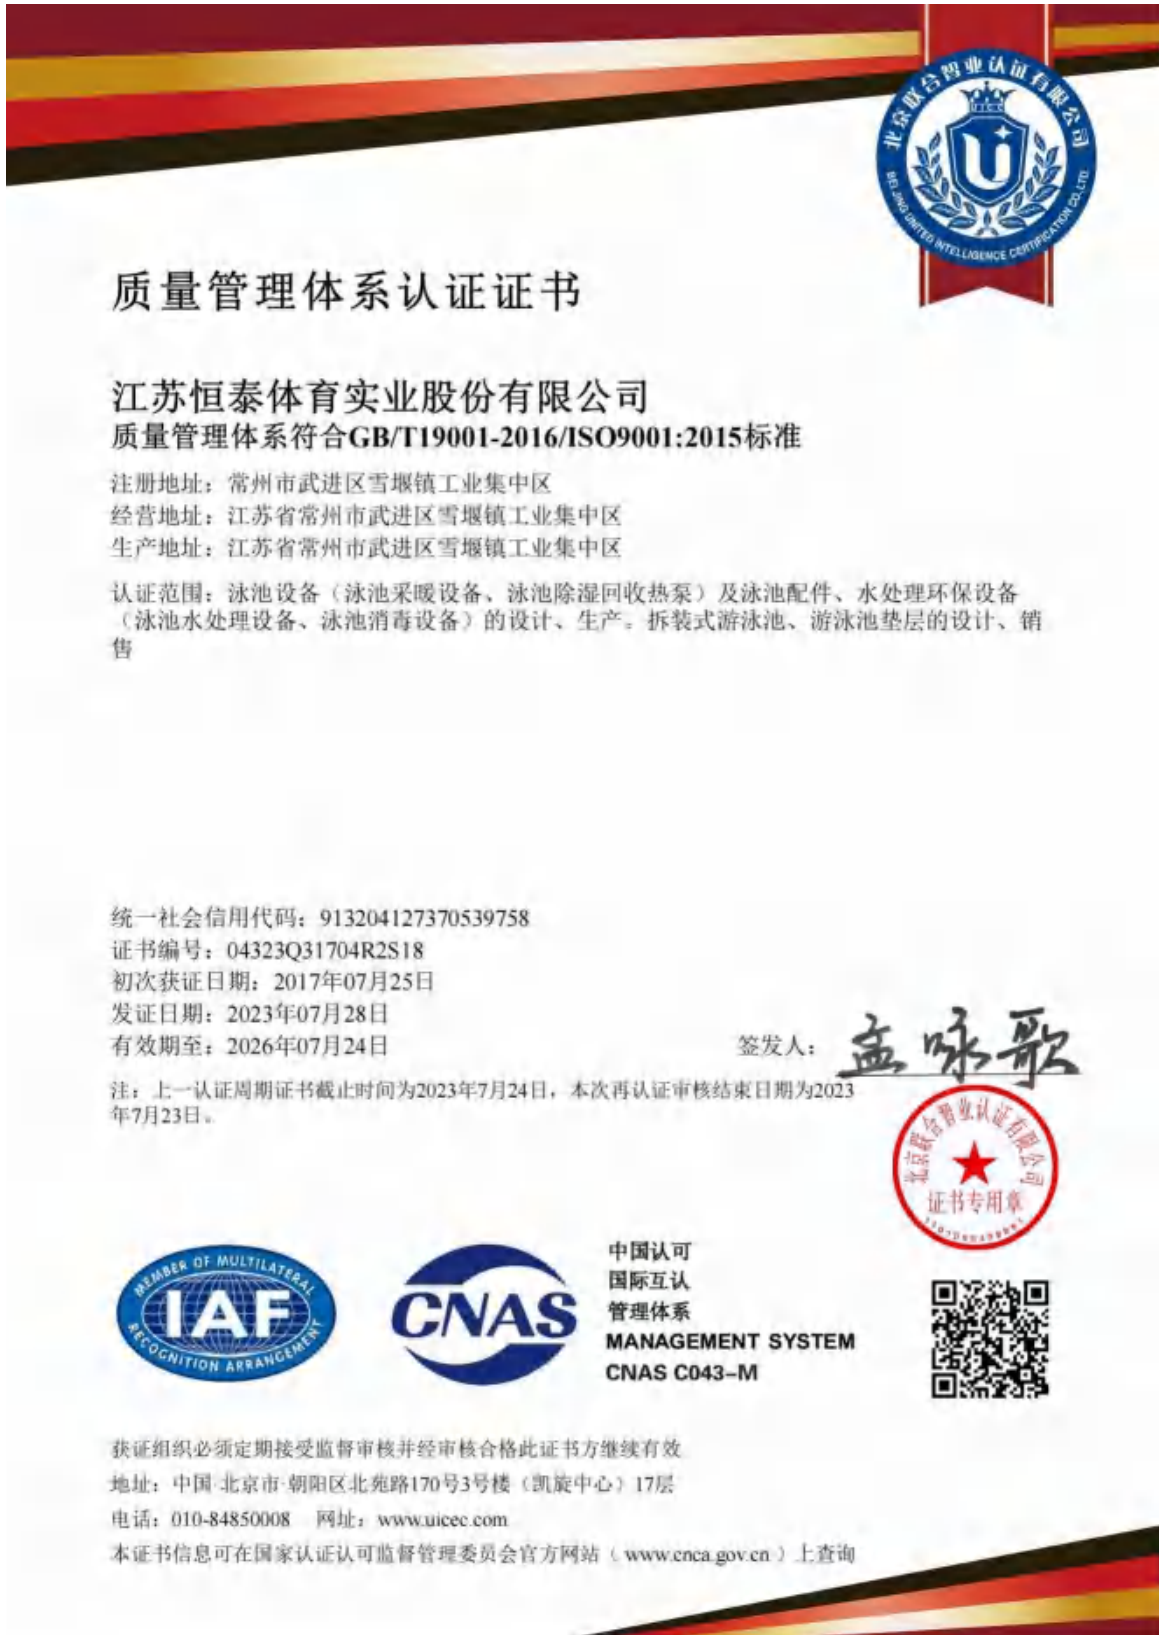 北京联合智业认证有限公司
UICC
BEIJING UNITED INTELLIGENCE CERTIFICATION CO.,LTD.
质量管理体系认证证书
江苏恒泰体育实业股份有限公司
质量管理体系符合GB/T19001-2016/ISO9001:2015标准
注册地址：常州市武进区雪堰镇工业集中区
经营地址：江苏省常州市武进区雪堰镇工业集中区
生产地址：江苏省常州市武进区雪堰镇工业集中区
认证范围：泳池设备（泳池采暖设备、泳池除湿回收热泵）及泳池配件、水处理环保设备
（泳池水处理设备、泳池消毒设备）的设计、生产。拆装式游泳池、游泳池垫层的设计、销
售
统一社会信用代码：913204127370539758
证书编号：04323Q31704R2S18
初次获证日期：2017年07月25日
发证日期：2023年07月28日
有效期至：2026年07月24日
签发人：孟咏歌
注：上一认证周期证书截止时间为2023年7月24日，本次再认证审核结束日期为2023
年7月23日。
北京联合智业认证有限公司
证书专用章
MEMBER OF MULTILATERAL
IAF
RECOGNITION ARRANGEMENT
CNAS
中国认可
国际互认
管理体系
MANAGEMENT SYSTEM
CNAS C043-M
获证组织必须定期接受监督审核并经审核合格此证书方继续有效
地址：中国·北京市·朝阳区北苑路170号3号楼（凯旋中心）17层
电话：010-84850008 网址：www.uicec.com
本证书信息可在国家认证认可监督管理委员会官方网站（www.cnca.gov.cn）上查询